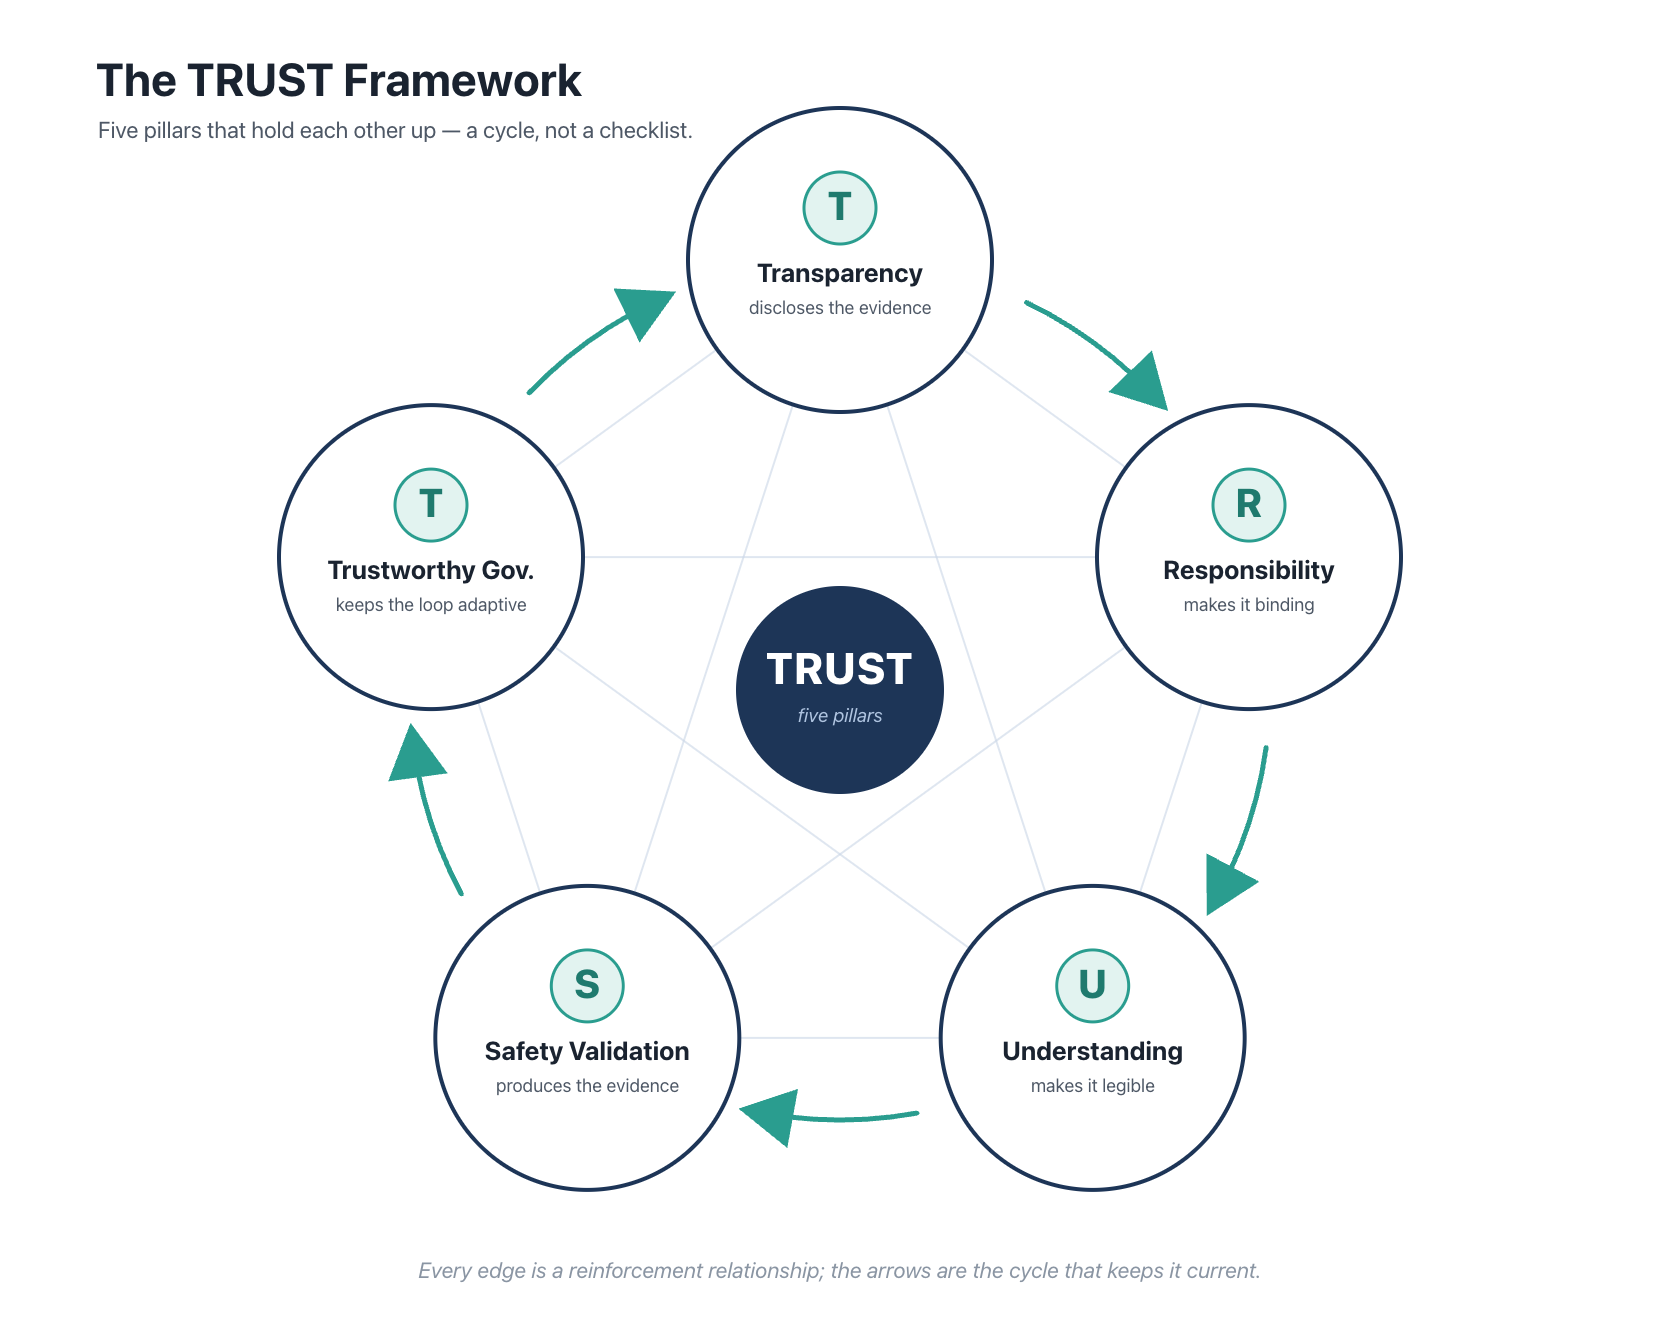 The TRUST Framework
Five pillars that hold each other up — a cycle, not a checklist.
T
Transparency
discloses the evidence
T
Trustworthy Gov.
keeps the loop adaptive
R
Responsibility
makes it binding
TRUST
five pillars
S
Safety Validation
produces the evidence
U
Understanding
makes it legible
Every edge is a reinforcement relationship; the arrows are the cycle that keeps it current.